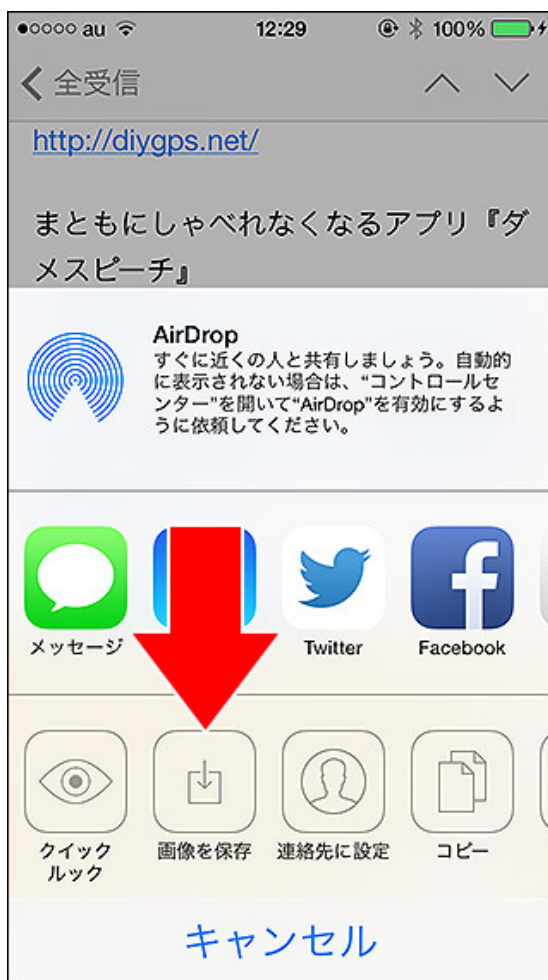 au 12:29 100%
全受信
http://diygps.net/
まともにしゃべれなくなるアプリ『ダ
メスピーチ』
AirDrop
すぐに近くの人と共有しましょう。自動的
に表示されない場合は、“コントロールセ
ンター”を開いて“AirDrop”を有効にするよ
うに依頼してください。
メッセージ Twitter Facebook
クイック
ルック 画像を保存 連絡先に設定 コピー
キャンセル